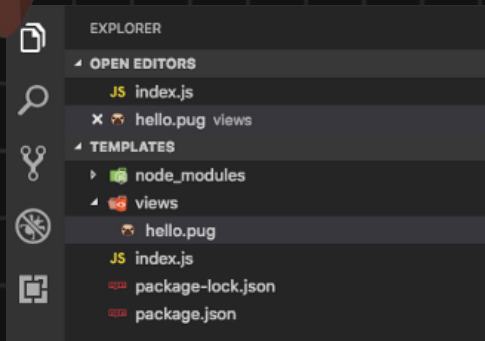 EXPLORER
OPEN EDITORS
JS index.js
hello.pug views
TEMPLATES
node_modules
views
hello.pug
JS index.js
package-lock.json
package.json